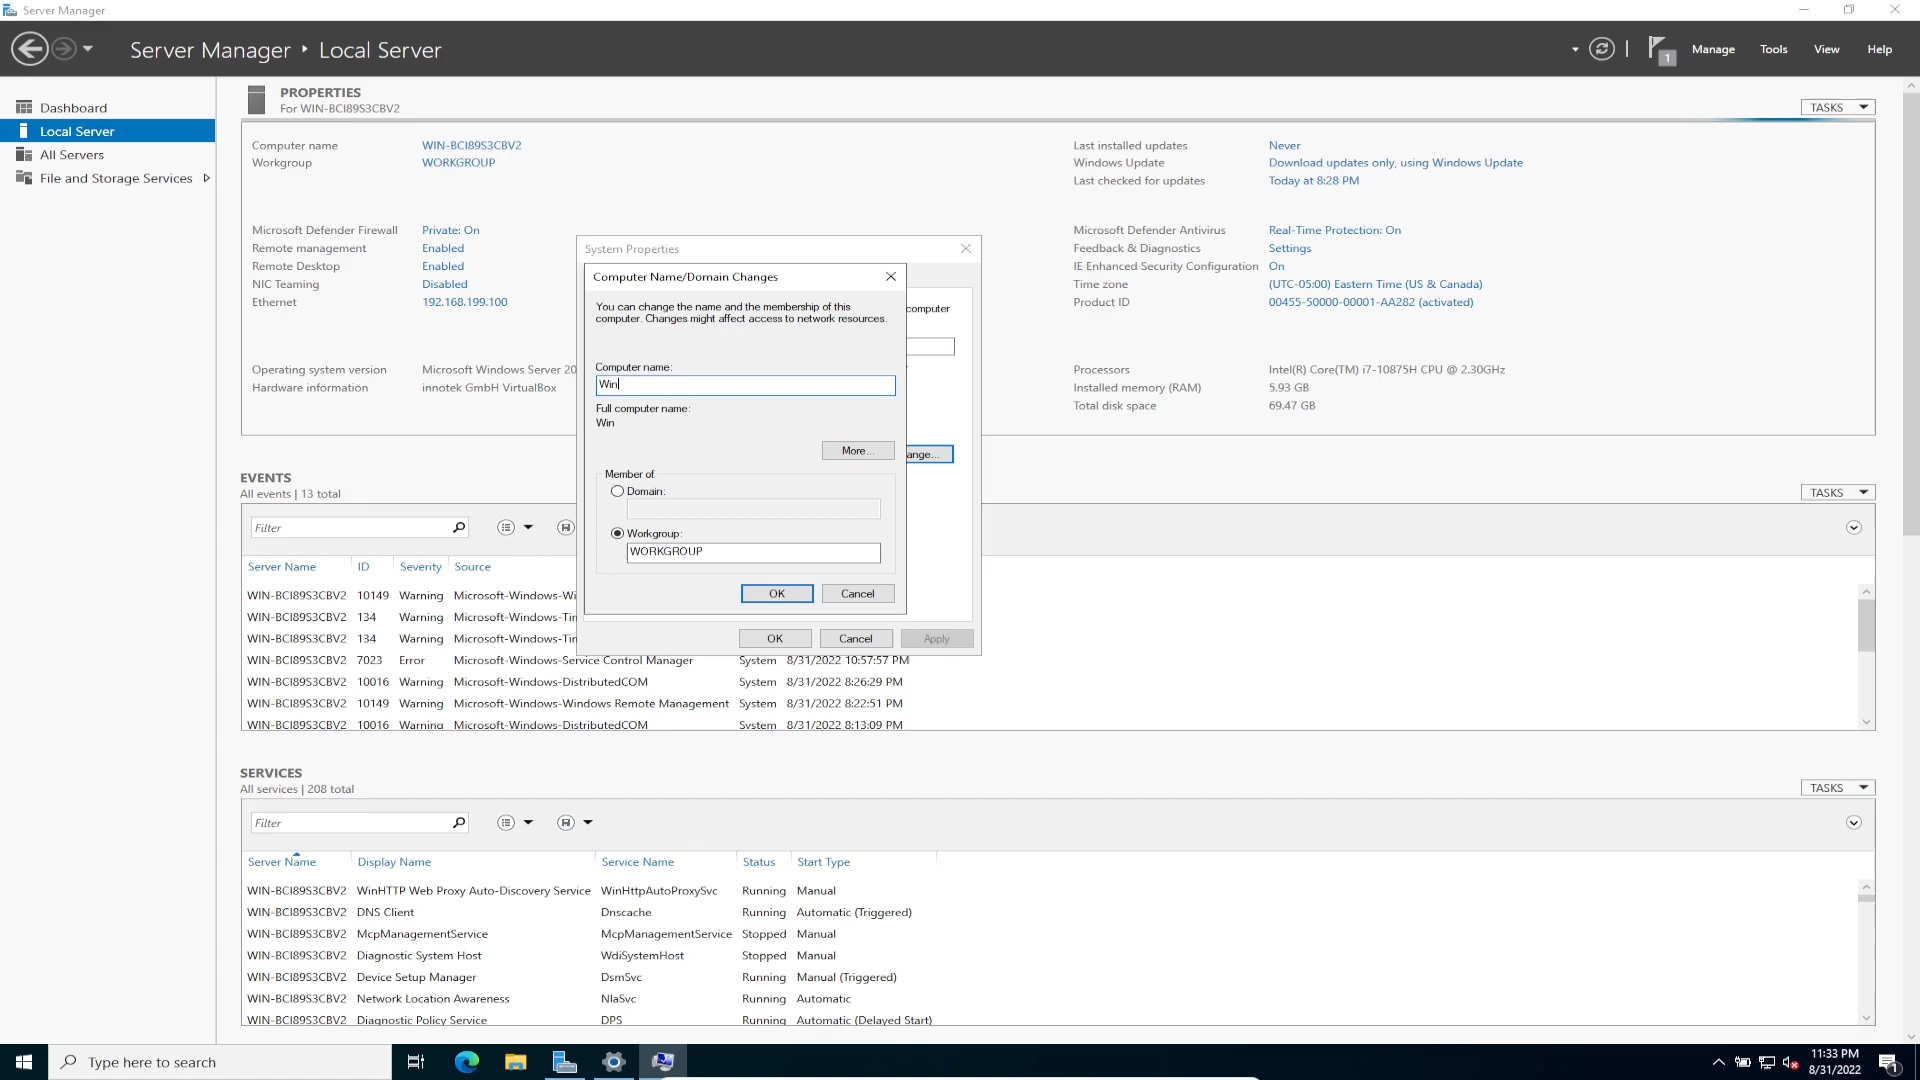 Server Manager
Server Manager ‣ Local Server
1
Manage
Tools
View
Help
Dashboard
Local Server
All Servers
File and Storage Services
PROPERTIES
For WIN-BCI89S3CBV2
TASKS
Computer name WIN-BCI89S3CBV2
Workgroup WORKGROUP
Last installed updates Never
Windows Update Download updates only, using Windows Update
Last checked for updates Today at 8:28 PM
Microsoft Defender Firewall Private: On
Remote management Enabled
Remote Desktop Enabled
NIC Teaming Disabled
Ethernet 192.168.199.100
Microsoft Defender Antivirus Real-Time Protection: On
Feedback & Diagnostics Settings
IE Enhanced Security Configuration On
Time zone (UTC-05:00) Eastern Time (US & Canada)
Product ID 00455-50000-00001-AA282 (activated)
Operating system version Microsoft Windows Server 20
Hardware information innotek GmbH VirtualBox
Processors Intel(R) Core(TM) i7-10875H CPU @ 2.30GHz
Installed memory (RAM) 5.93 GB
Total disk space 69.47 GB
System Properties
computer
ange...
OK
Cancel
Apply
Computer Name/Domain Changes
You can change the name and the membership of this
computer. Changes might affect access to network resources.
Computer name:
Win
Full computer name:
Win
More...
Member of
Domain:
Workgroup:
WORKGROUP
OK
Cancel
EVENTS
All events | 13 total
TASKS
Filter
Server Name ID Severity Source
WIN-BCI89S3CBV2 10149 Warning Microsoft-Windows-Wi
WIN-BCI89S3CBV2 134 Warning Microsoft-Windows-Tim
WIN-BCI89S3CBV2 134 Warning Microsoft-Windows-Tim
WIN-BCI89S3CBV2 7023 Error Microsoft-Windows-Service Control Manager System 8/31/2022 10:57:57 PM
WIN-BCI89S3CBV2 10016 Warning Microsoft-Windows-DistributedCOM System 8/31/2022 8:26:29 PM
WIN-BCI89S3CBV2 10149 Warning Microsoft-Windows-Windows Remote Management System 8/31/2022 8:22:51 PM
WIN-BCI89S3CBV2 10016 Warning Microsoft-Windows-DistributedCOM System 8/31/2022 8:13:09 PM
SERVICES
All services | 208 total
TASKS
Filter
Server Name Display Name Service Name Status Start Type
WIN-BCI89S3CBV2 WinHTTP Web Proxy Auto-Discovery Service WinHttpAutoProxySvc Running Manual
WIN-BCI89S3CBV2 DNS Client Dnscache Running Automatic (Triggered)
WIN-BCI89S3CBV2 McpManagementService McpManagementService Stopped Manual
WIN-BCI89S3CBV2 Diagnostic System Host WdiSystemHost Stopped Manual
WIN-BCI89S3CBV2 Device Setup Manager DsmSvc Running Manual (Triggered)
WIN-BCI89S3CBV2 Network Location Awareness NlaSvc Running Automatic
WIN-BCI89S3CBV2 Diagnostic Policy Service DPS Running Automatic (Delayed Start)
Type here to search
11:33 PM
8/31/2022
1